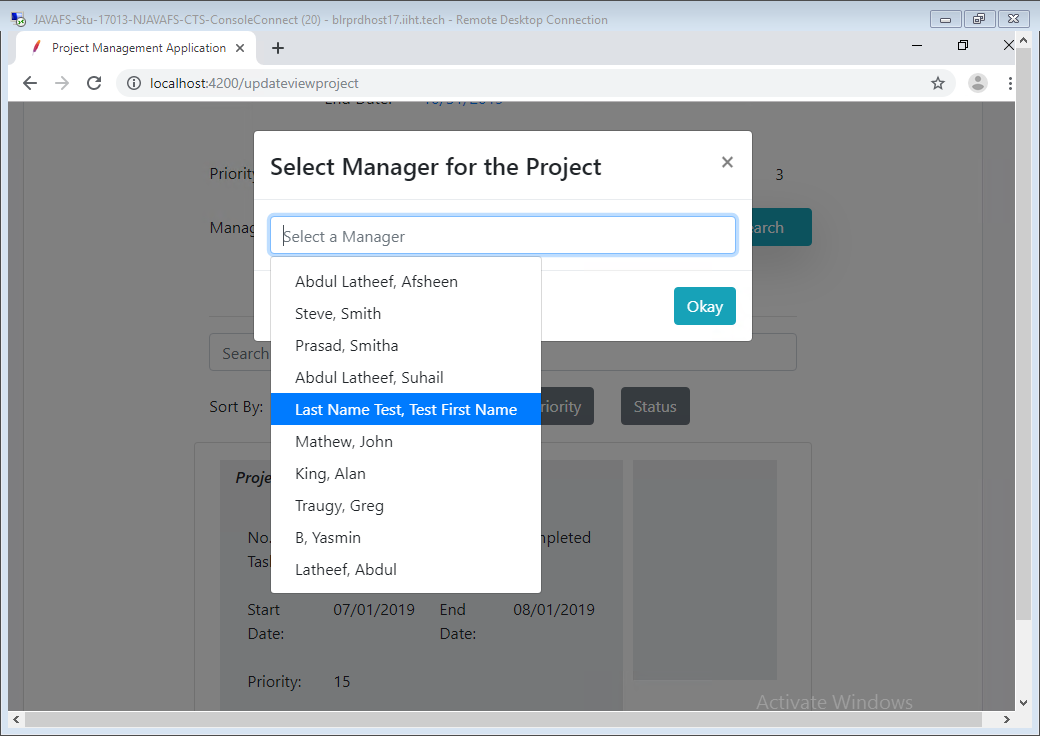 JAVAFS-Stu-17013-NJAVAFS-CTS-ConsoleConnect (20) - blrprdhost17.iiht.tech - Remote Desktop Connection
Project Management Application
localhost:4200/updateviewproject
End Date: 10/31/2019
Select Manager for the Project
Priority 3
Manag earch
Select a Manager
Abdul Latheef, Afsheen
Steve, Smith
Okay
Prasad, Smitha
Search
Abdul Latheef, Suhail
Sort By: riority Status
Last Name Test, Test First Name
Mathew, John
King, Alan
Proje
Traugy, Greg
No. B, Yasmin mpleted
Task Latheef, Abdul
Start 07/01/2019 End 08/01/2019
Date: Date:
Priority: 15
Activate Windows